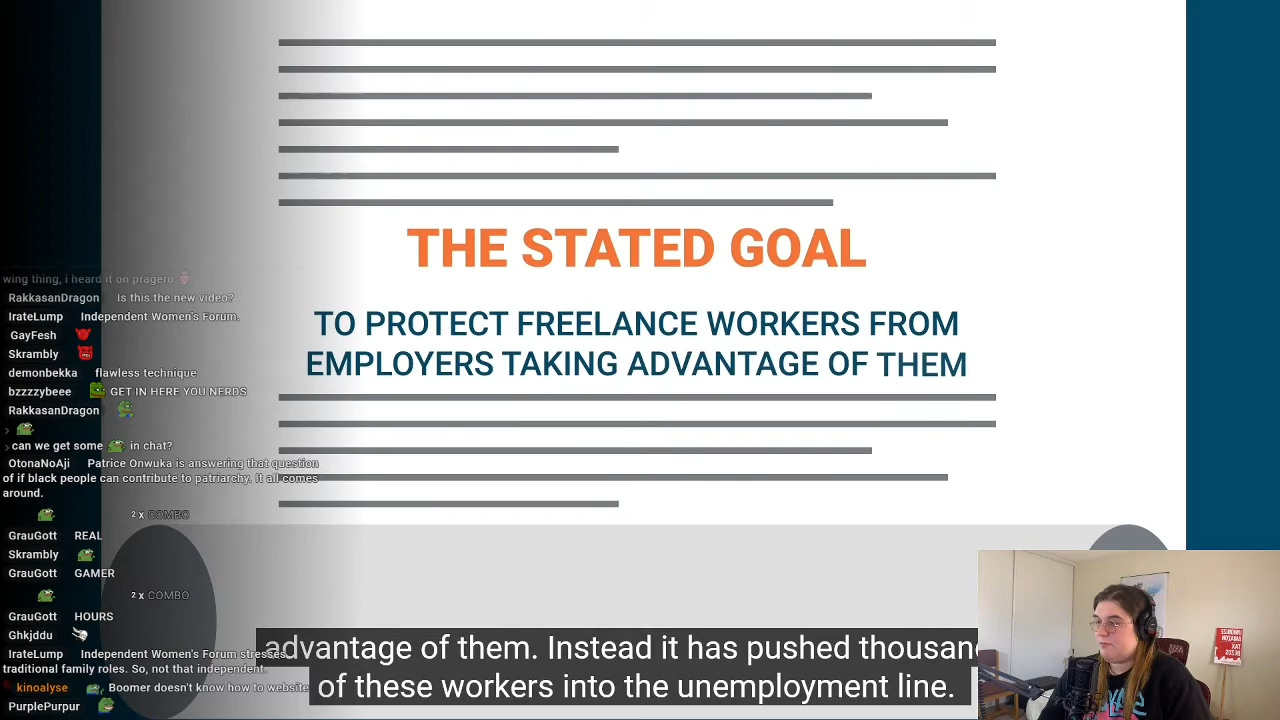 THE STATED GOAL
TO PROTECT FREELANCE WORKERS FROM
EMPLOYERS TAKING ADVANTAGE OF THEM
wing thing, i heard it on prageru
RakkasanDragon Is this the new video?
IrateLump Independent Women's Forum.
GayFesh
Skrambly
demonbekka flawless technique
bzzzzybeee GET IN HERE YOU NERDS
RakkasanDragon
can we get some in chat?
OtonaNoAji Patrice Onwuka is answering that question
of if black people can contribute to patriarchy. It all comes
around.
2 x COMBO
GrauGott REAL
Skrambly
GrauGott GAMER
2 x COMBO
GrauGott HOURS
Ghkjddu
IrateLump Independent Women's Forum stresses
traditional family roles. So, not that independent.
kinoalyse Boomer doesn't know how to website
PurplePurpur
advantage of them. Instead it has pushed thousan
of these workers into the unemployment line.